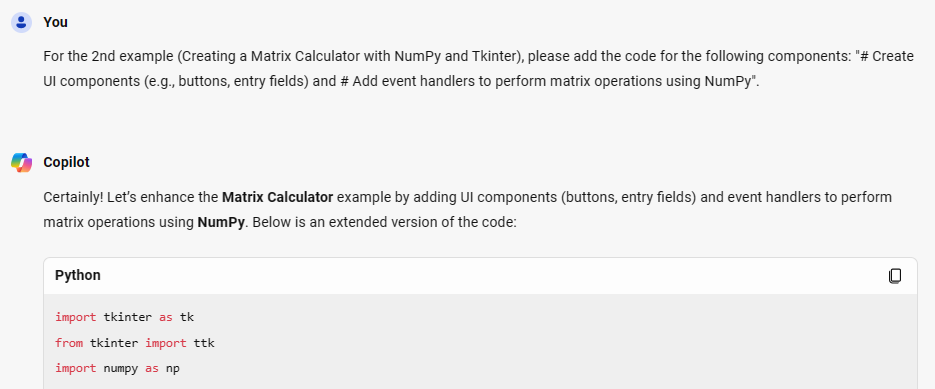 You
For the 2nd example (Creating a Matrix Calculator with NumPy and Tkinter), please add the code for the following components: "# Create
UI components (e.g., buttons, entry fields) and # Add event handlers to perform matrix operations using NumPy".
Copilot
Certainly! Let’s enhance the Matrix Calculator example by adding UI components (buttons, entry fields) and event handlers to perform
matrix operations using NumPy. Below is an extended version of the code:
Python
import tkinter as tk
from tkinter import ttk
import numpy as np